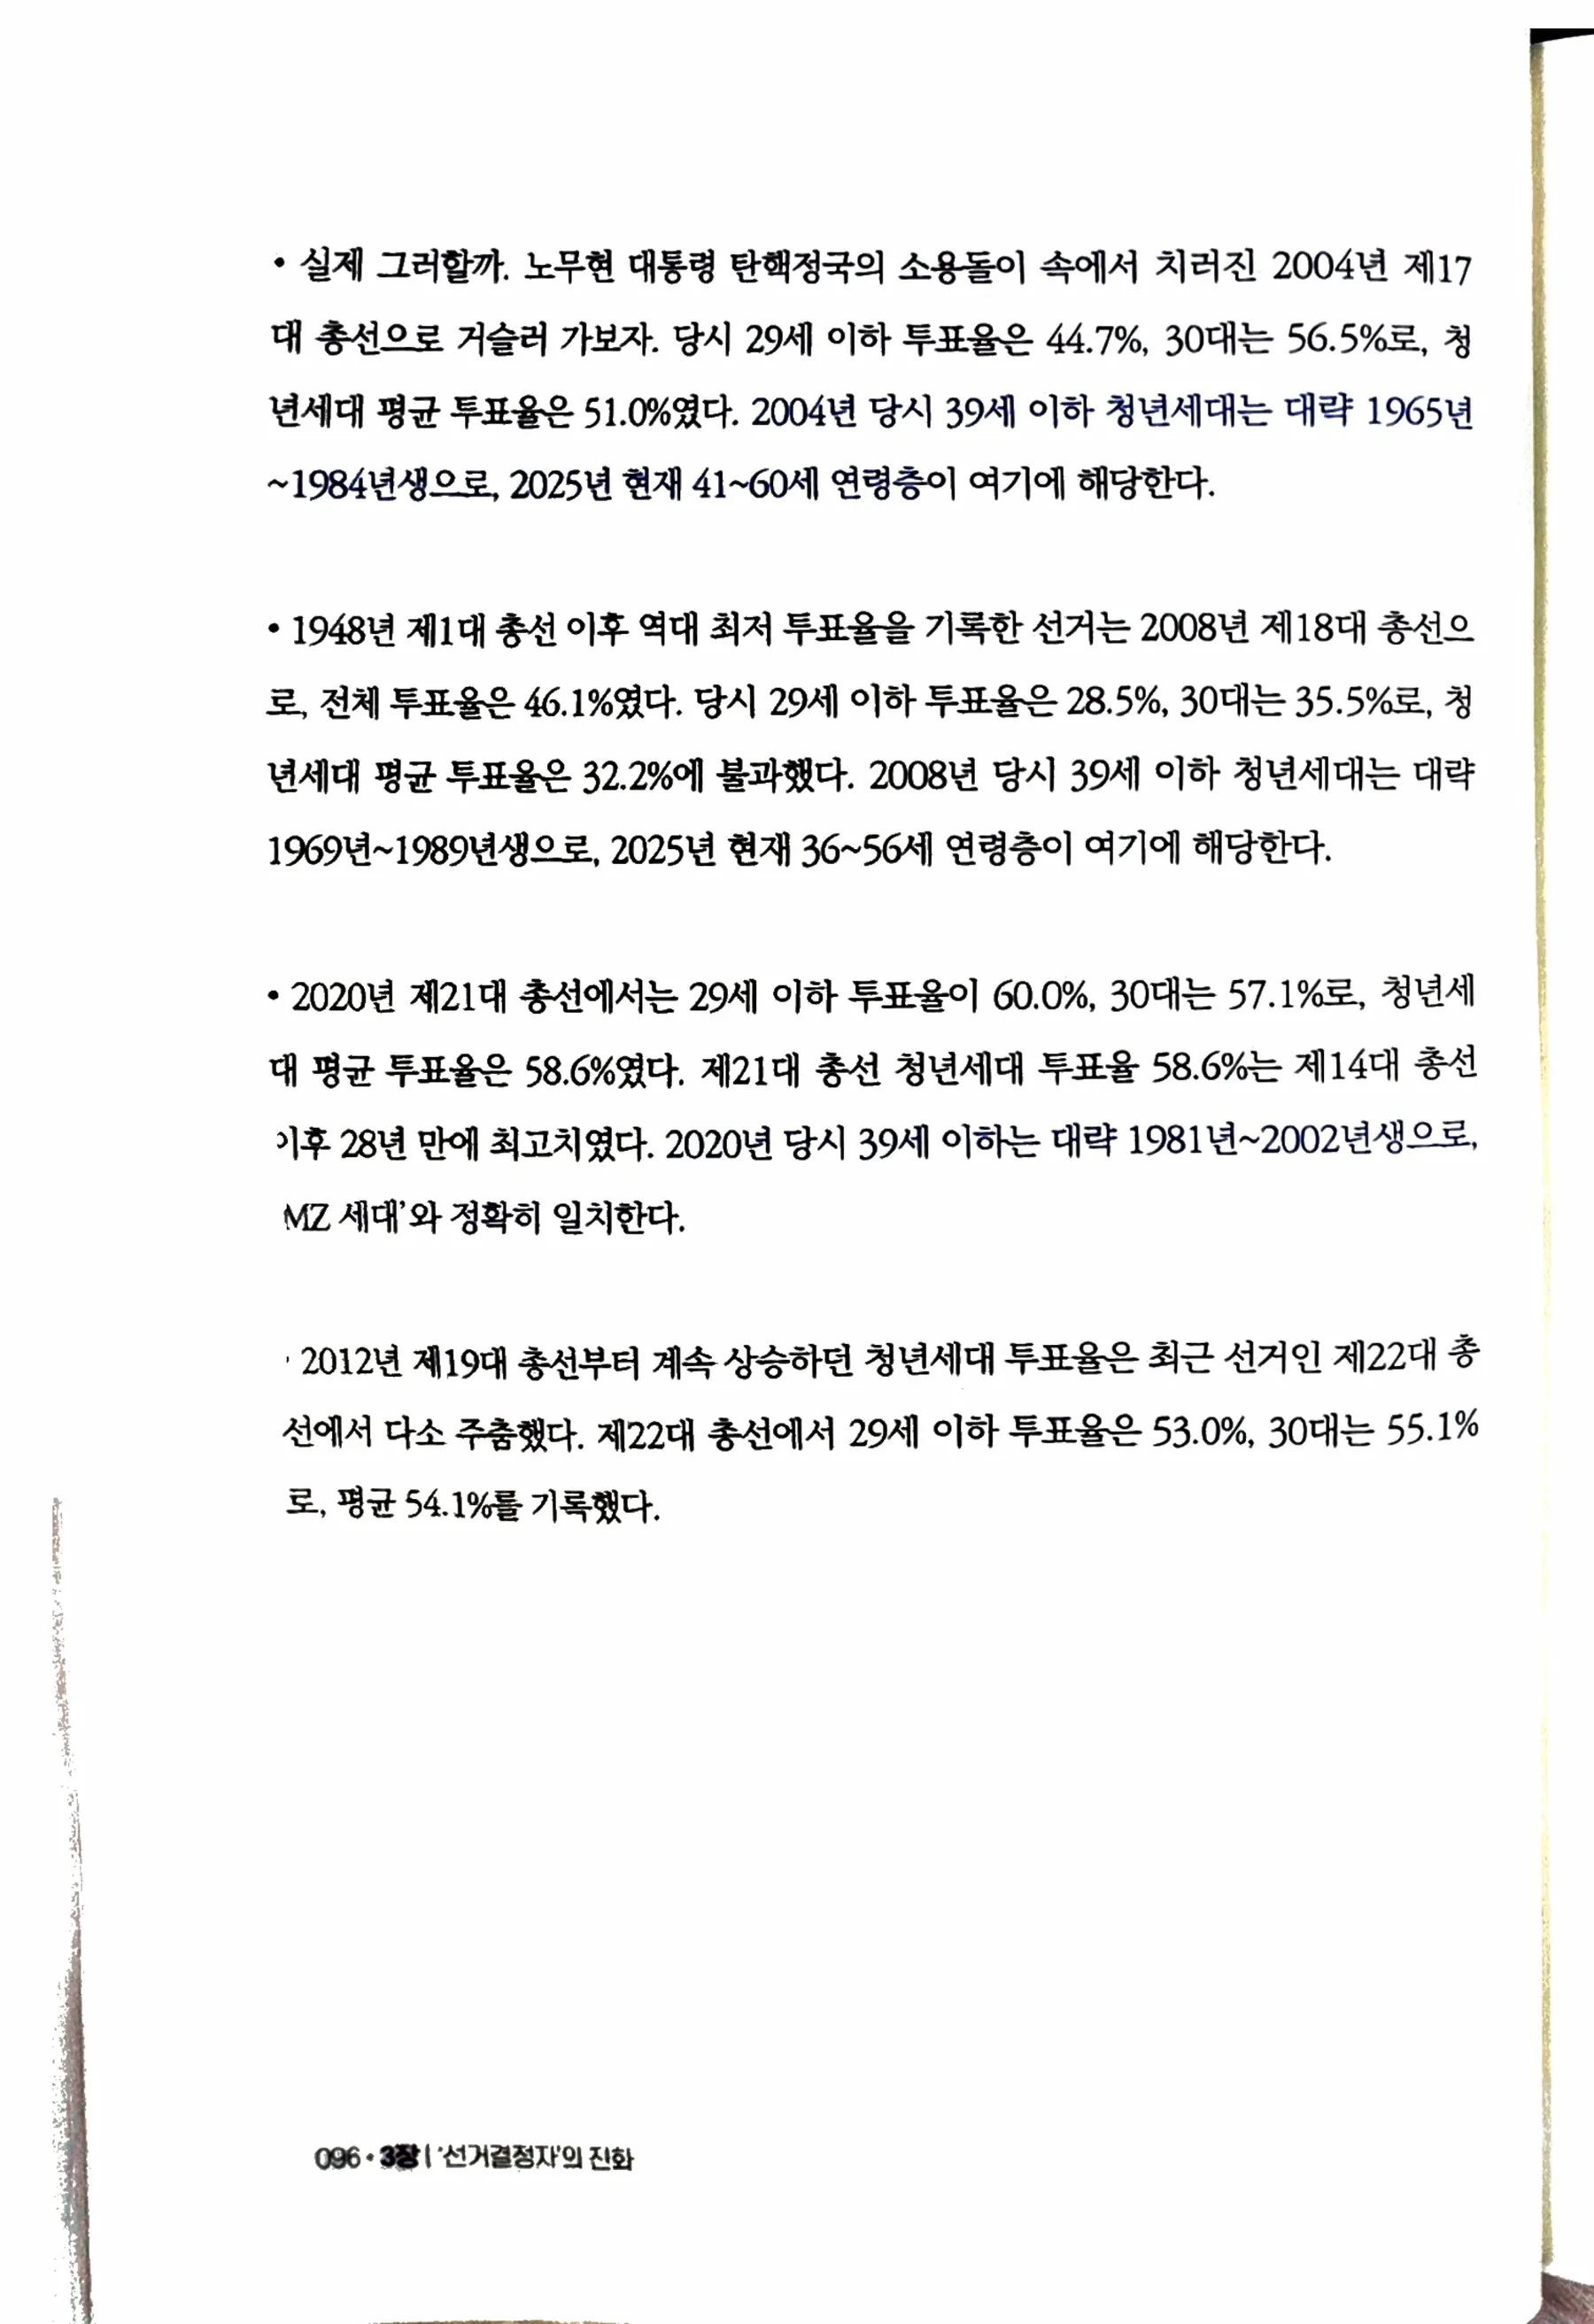 • 실제 그러할까. 노무현 대통령 탄핵정국의 소용돌이 속에서 치러진 2004년 제17
대 총선으로 거슬러 가보자. 당시 29세 이하 투표율은 44.7%, 30대는 56.5%로, 청
년세대 평균 투표율은 51.0%였다. 2004년 당시 39세 이하 청년세대는 대략 1965년
~1984년생으로, 2025년 현재 41~60세 연령층이 여기에 해당한다.
• 1948년 제1대 총선 이후 역대 최저 투표율을 기록한 선거는 2008년 제18대 총선으
로, 전체 투표율은 46.1%였다. 당시 29세 이하 투표율은 28.5%, 30대는 35.5%로, 청
년세대 평균 투표율은 32.2%에 불과했다. 2008년 당시 39세 이하 청년세대는 대략
1969년~1989년생으로, 2025년 현재 36~56세 연령층이 여기에 해당한다.
• 2020년 제21대 총선에서는 29세 이하 투표율이 60.0%, 30대는 57.1%로, 청년세
대 평균 투표율은 58.6%였다. 제21대 총선 청년세대 투표율 58.6%는 제14대 총선
이후 28년 만에 최고치였다. 2020년 당시 39세 이하는 대략 1981년~2002년생으로,
MZ 세대’와 정확히 일치한다.
· 2012년 제19대 총선부터 계속 상승하던 청년세대 투표율은 최근 선거인 제22대 총
선에서 다소 주춤했다. 제22대 총선에서 29세 이하 투표율은 53.0%, 30대는 55.1%
로, 평균 54.1%를 기록했다.
096 • 3장 | ‘선거결정자’의 진화